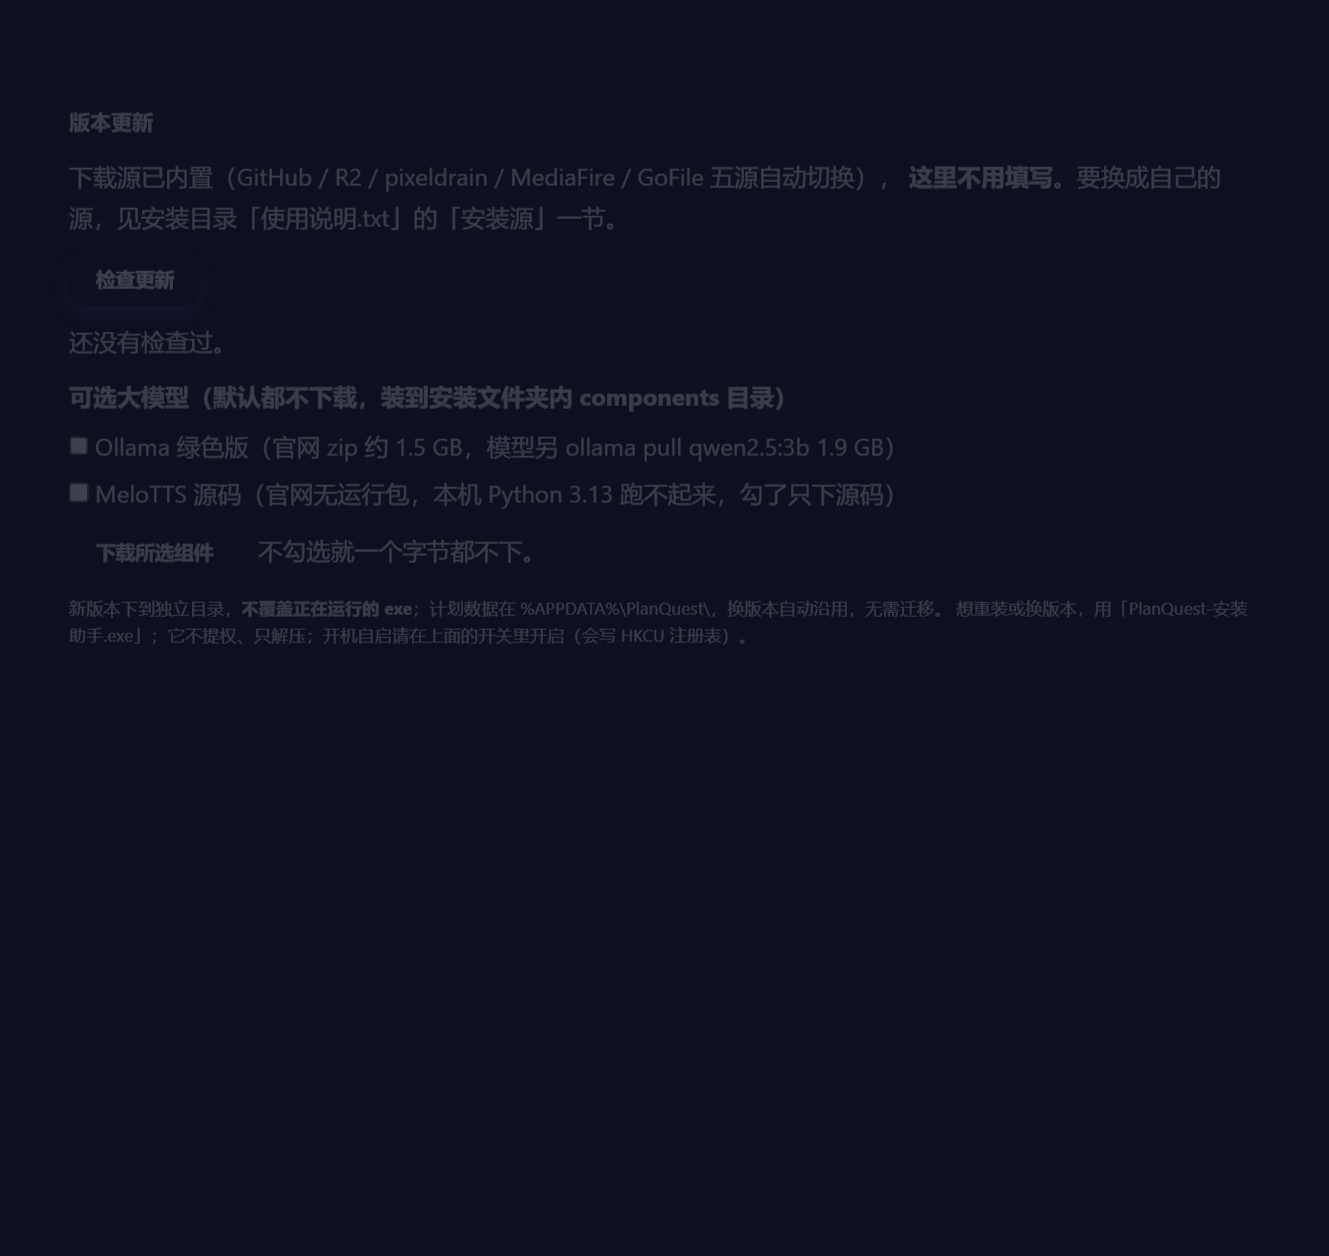 版本更新
下载源已内置（GitHub / R2 / pixeldrain / MediaFire / GoFile 五源自动切换）， 这里不用填写。要换成自己的
源，见安装目录「使用说明.txt」的「安装源」一节。
检查更新
还没有检查过。
可选大模型（默认都不下载，装到安装文件夹内 components 目录）
Ollama 绿色版（官网 zip 约 1.5 GB，模型另 ollama pull qwen2.5:3b 1.9 GB）
MeloTTS 源码（官网无运行包，本机 Python 3.13 跑不起来，勾了只下源码）
下载所选组件 不勾选就一个字节都不下。
新版本下到独立目录，不覆盖正在运行的 exe；计划数据在 %APPDATA%\PlanQuest\，换版本自动沿用，无需迁移。 想重装或换版本，用「PlanQuest-安装
助手.exe」；它不提权、只解压；开机自启请在上面的开关里开启（会写 HKCU 注册表）。